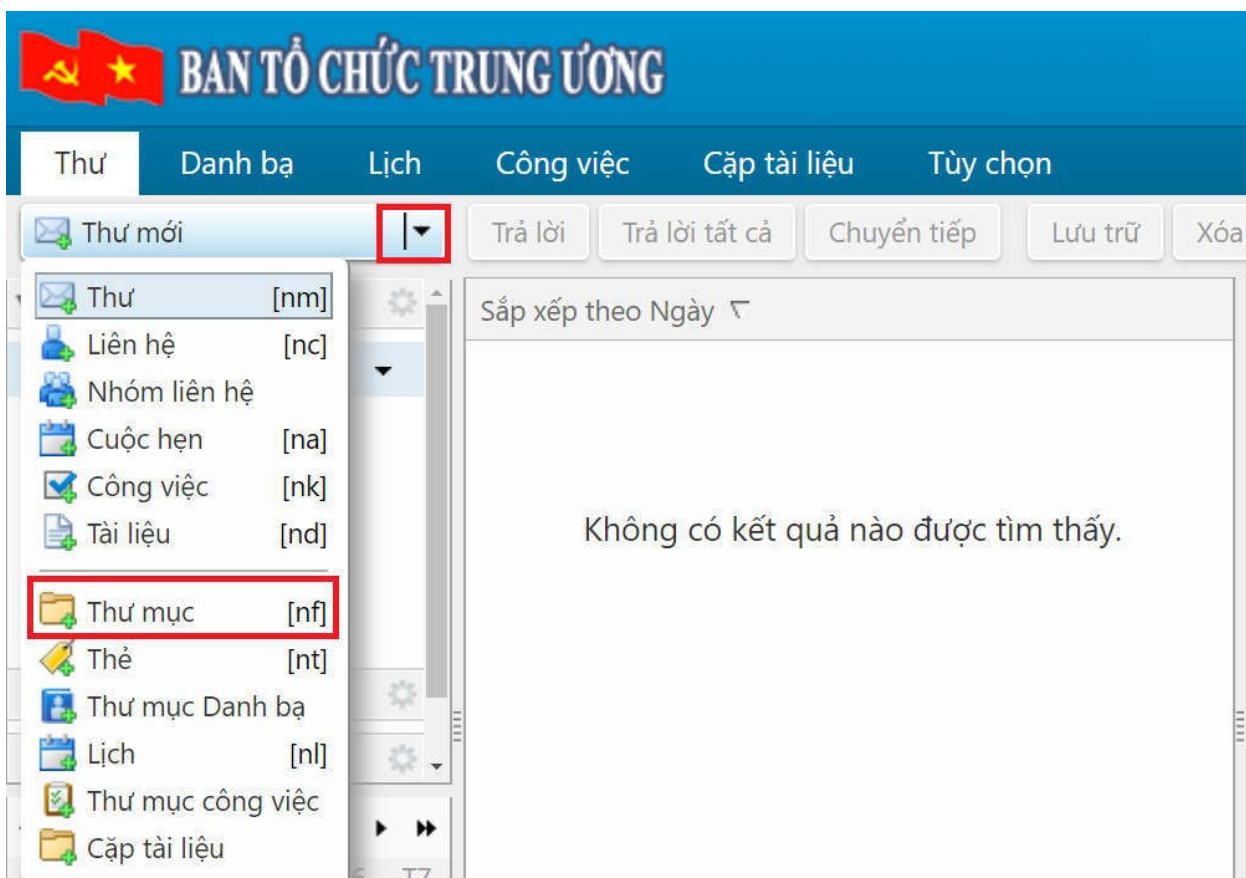 BAN TỔ CHỨC TRUNG ƯƠNG
Thư Danh bạ Lịch Công việc Cặp tài liệu Tùy chọn
Thư mới Trả lời Trả lời tất cả Chuyển tiếp Lưu trữ Xóa
Thư [nm]
Sắp xếp theo Ngày
Liên hệ [nc]
Nhóm liên hệ
Cuộc hẹn [na]
Công việc [nk]
Tài liệu [nd]
Không có kết quả nào được tìm thấy.
Thư mục [nf]
Thẻ [nt]
Thư mục Danh bạ
Lịch [nl]
Thư mục công việc
Cặp tài liệu
T7